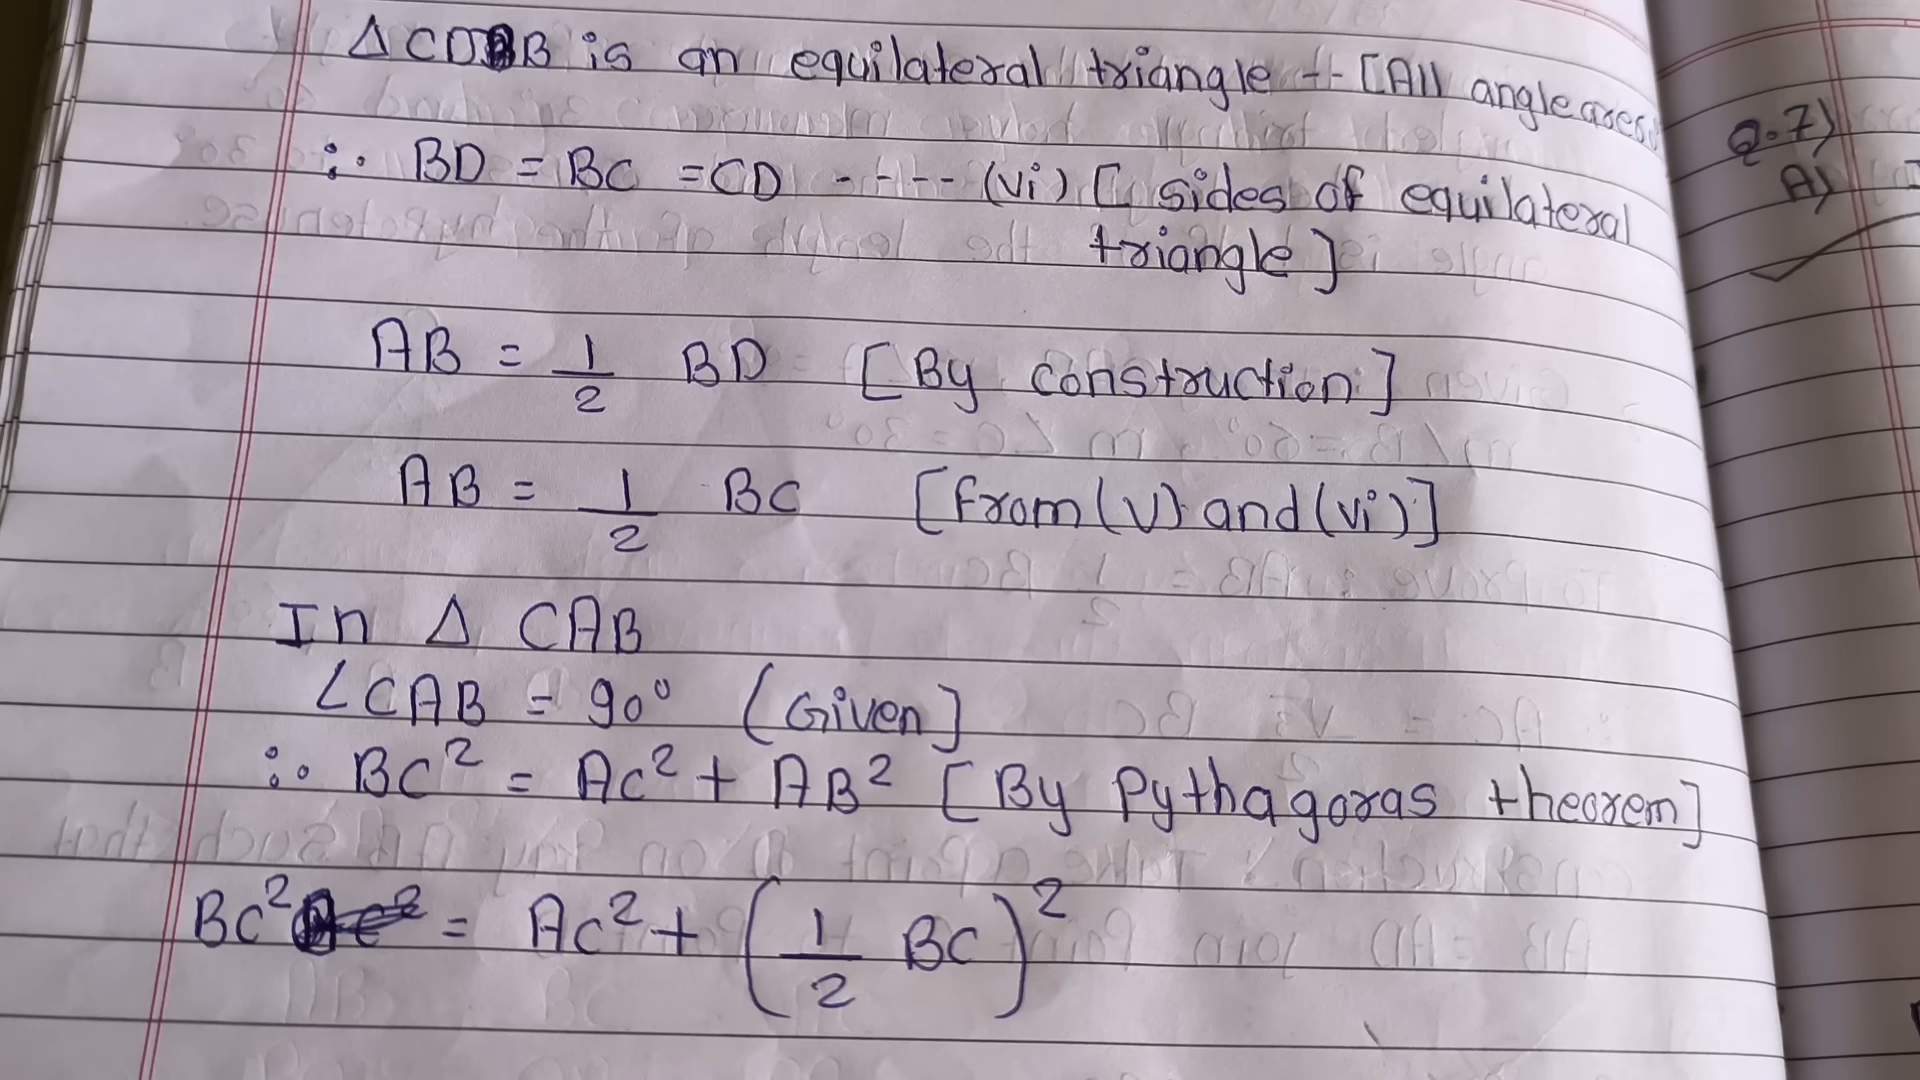 Δ CDB is an equilateral triangle -- [All angle are s
∴ BD = BC = CD ---- (vi) [ sides of equilateral
triangle ]
AB = 1/2 BD [By construction]
AB = 1/2 BC [from (v) and (vi)]
In Δ CAB
∠CAB = 90° (Given]
∴ BC² = AC² + AB² [By Pythagoras theorem]
BC² = AC² + (1/2 BC)²
Q.7)
A)